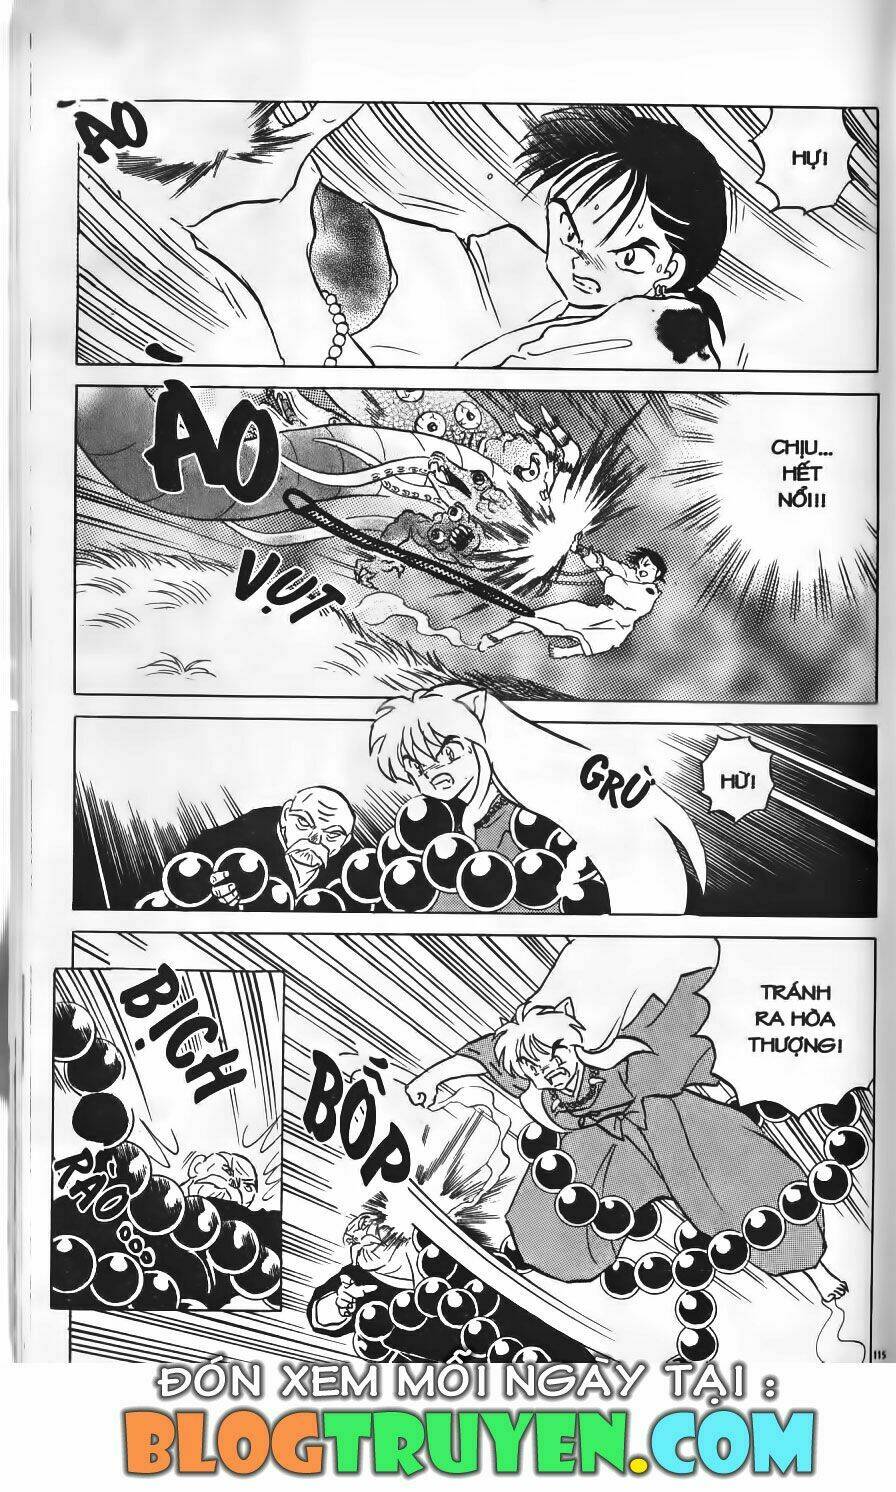 ÀO
HỰ!
ÀO
CHỊU...
HẾT
NỔI!!!
VỤT
GRÙ
HỪ!
TRÁNH
RA HÒA
THƯỢNG!
BỊCH
BỐP
RÀO
115
ĐÓN XEM MỖI NGÀY TẠI :
BLOGTRUYEN.COM